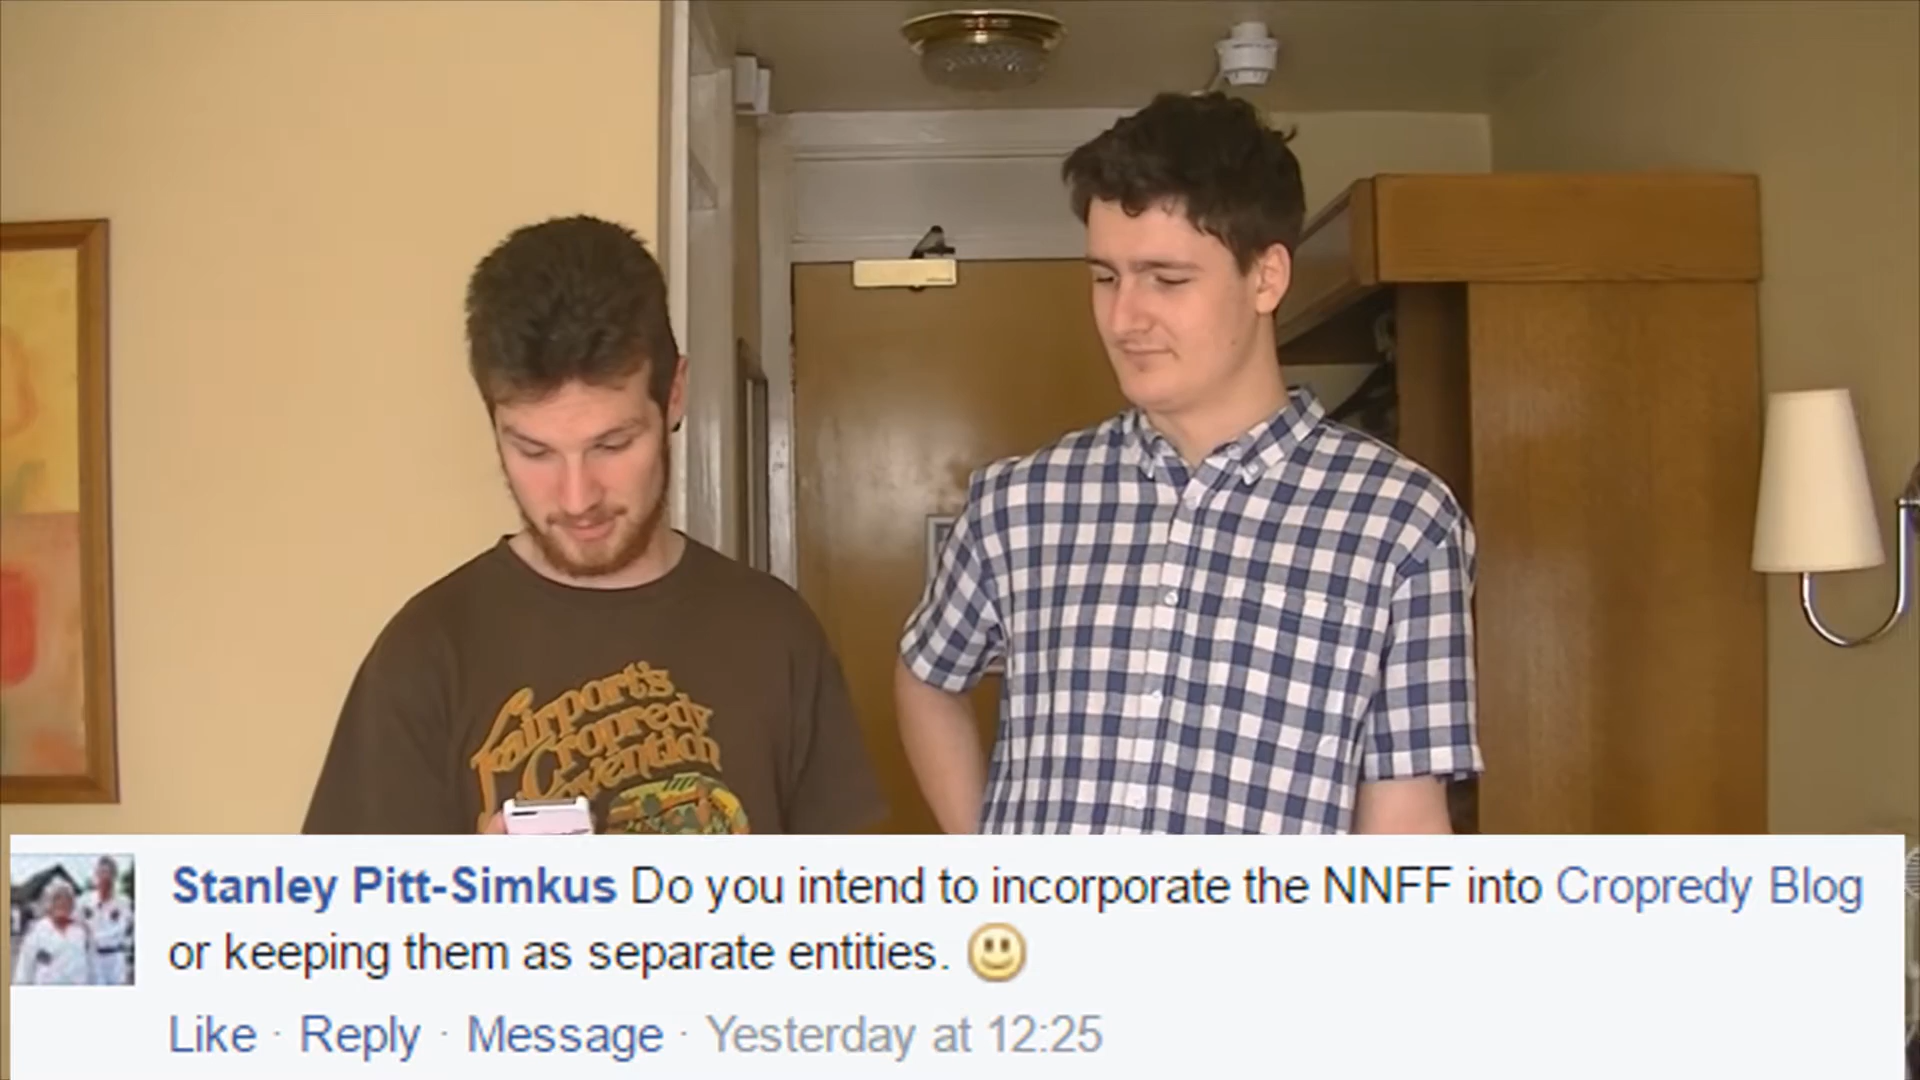 Fairport's
Cropredy
Convention
Stanley Pitt-Simkus Do you intend to incorporate the NNFF into Cropredy Blog
or keeping them as separate entities.
Like · Reply · Message · Yesterday at 12:25